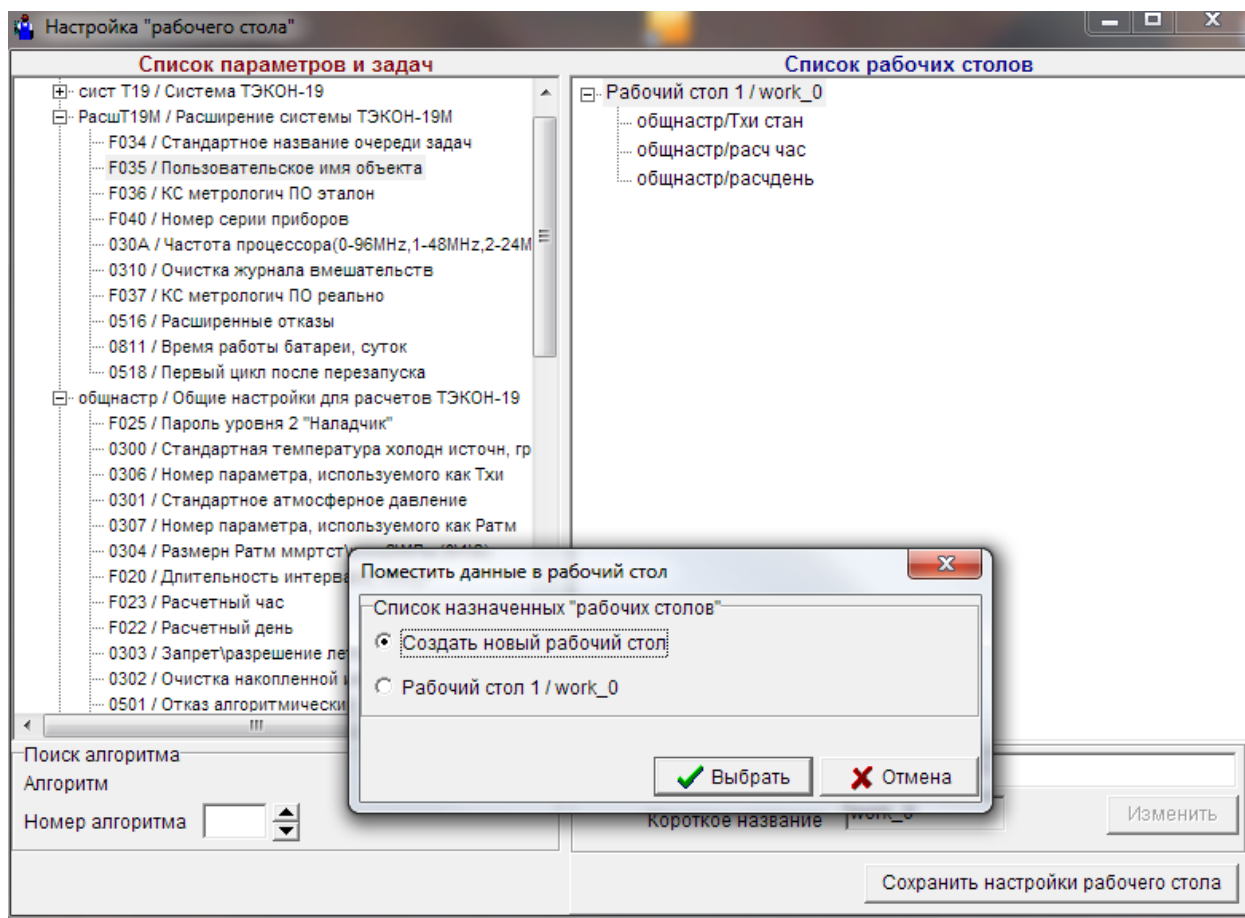 Настройка "рабочего стола"
Список параметров и задач
сист Т19 / Система ТЭКОН-19
РасшТ19М / Расширение системы ТЭКОН-19М
F034 / Стандартное название очереди задач
F035 / Пользовательское имя объекта
F036 / КС метрологич ПО эталон
F040 / Номер серии приборов
030A / Частота процессора(0-96MHz,1-48MHz,2-24M
0310 / Очистка журнала вмешательств
F037 / КС метрологич ПО реально
0516 / Расширенные отказы
0811 / Время работы батареи, суток
0518 / Первый цикл после перезапуска
общнастр / Общие настройки для расчетов ТЭКОН-19
F025 / Пароль уровня 2 "Наладчик"
0300 / Стандартная температура холодн источн, гр
0306 / Номер параметра, используемого как Тхи
0301 / Стандартное атмосферное давление
0307 / Номер параметра, используемого как Ратм
0304 / Размерн Ратм ммртст\
F020 / Длительность интерва
F023 / Расчетный час
F022 / Расчетный день
0303 / Запрет\разрешение ле
0302 / Очистка накопленной
0501 / Отказ алгоритмически
Список рабочих столов
Рабочий стол 1 / work_0
общнастр/Тхи стан
общнастр/расч час
общнастр/расчдень
Поместить данные в рабочий стол
Список назначенных "рабочих столов"
Создать новый рабочий стол
Рабочий стол 1 / work_0
Выбрать
Отмена
Поиск алгоритма
Алгоритм
Номер алгоритма
Короткое название
work_0
Изменить
Сохранить настройки рабочего стола